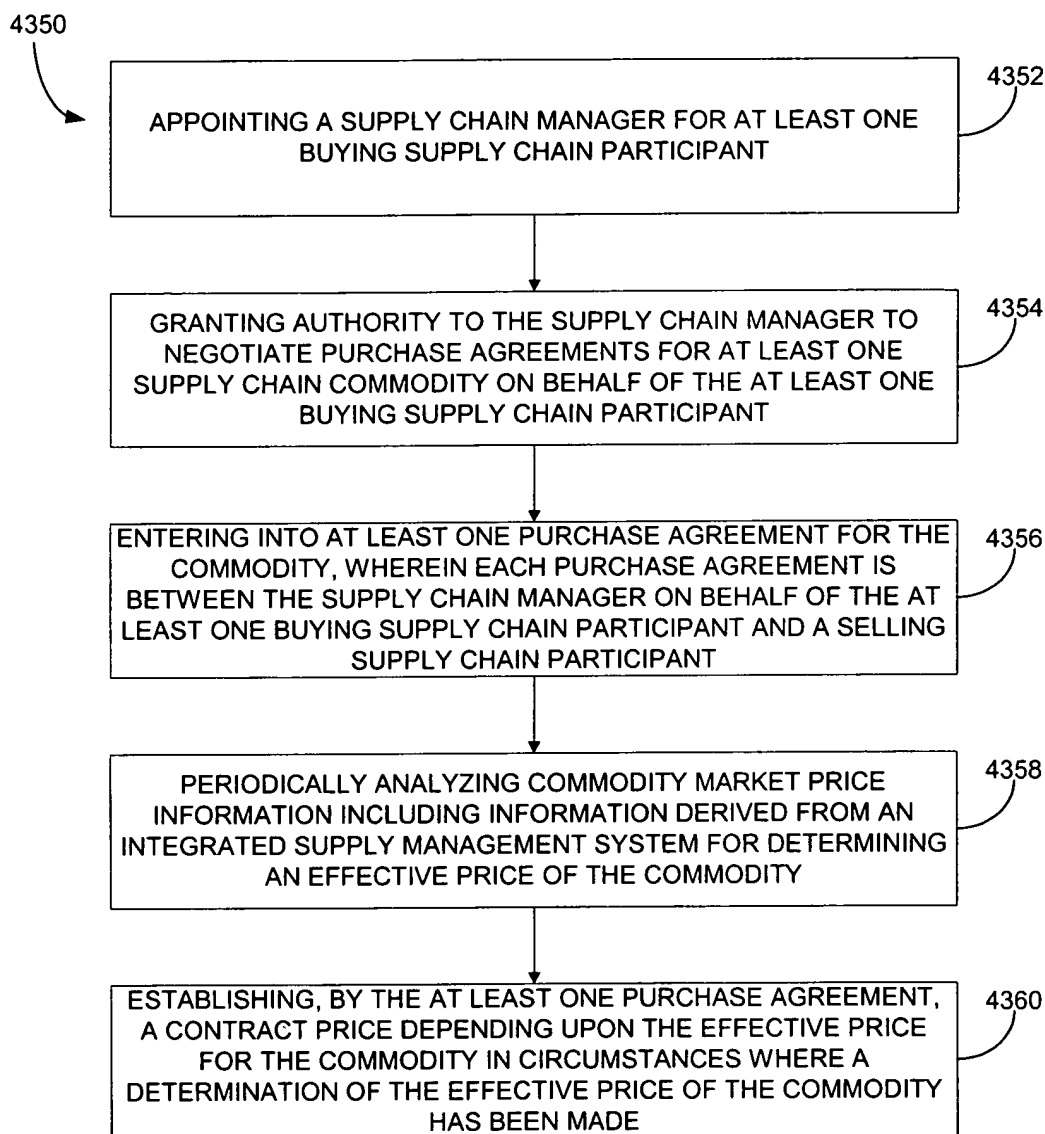 4350
4352
APPOINTING A SUPPLY CHAIN MANAGER FOR AT LEAST ONE
BUYING SUPPLY CHAIN PARTICIPANT
4354
GRANTING AUTHORITY TO THE SUPPLY CHAIN MANAGER TO
NEGOTIATE PURCHASE AGREEMENTS FOR AT LEAST ONE
SUPPLY CHAIN COMMODITY ON BEHALF OF THE AT LEAST ONE
BUYING SUPPLY CHAIN PARTICIPANT
4356
ENTERING INTO AT LEAST ONE PURCHASE AGREEMENT FOR THE
COMMODITY, WHEREIN EACH PURCHASE AGREEMENT IS
BETWEEN THE SUPPLY CHAIN MANAGER ON BEHALF OF THE AT
LEAST ONE BUYING SUPPLY CHAIN PARTICIPANT AND A SELLING
SUPPLY CHAIN PARTICIPANT
4358
PERIODICALLY ANALYZING COMMODITY MARKET PRICE
INFORMATION INCLUDING INFORMATION DERIVED FROM AN
INTEGRATED SUPPLY MANAGEMENT SYSTEM FOR DETERMINING
AN EFFECTIVE PRICE OF THE COMMODITY
4360
ESTABLISHING, BY THE AT LEAST ONE PURCHASE AGREEMENT,
A CONTRACT PRICE DEPENDING UPON THE EFFECTIVE PRICE
FOR THE COMMODITY IN CIRCUMSTANCES WHERE A
DETERMINATION OF THE EFFECTIVE PRICE OF THE COMMODITY
HAS BEEN MADE